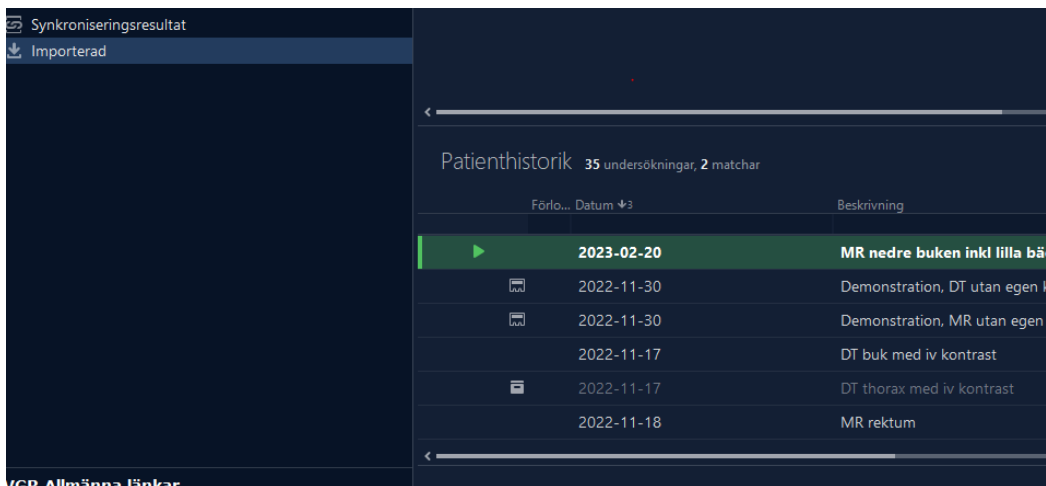 Synkroniseringsresultat
Importerad
Patienthistorik 35 undersökningar, 2 matchar
Förlo... Datum 3 Beskrivning
2023-02-20 MR nedre buken inkl lilla
2022-11-30 Demonstration, DT utan egen
2022-11-30 Demonstration, MR utan egen
2022-11-17 DT buk med iv kontrast
2022-11-17 DT thorax med iv kontrast
2022-11-18 MR rektum
VGR Allmänna länkar